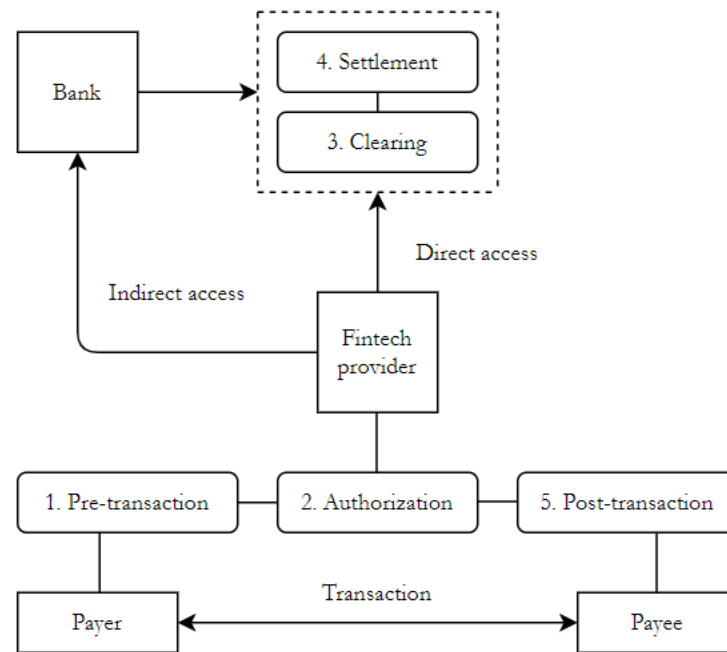 4. Settlement
Bank
3. Clearing
Direct access
Indirect access
Fintech
provider
1. Pre-transaction
2. Authorization
5. Post-transaction
Transaction
Payer
Payee